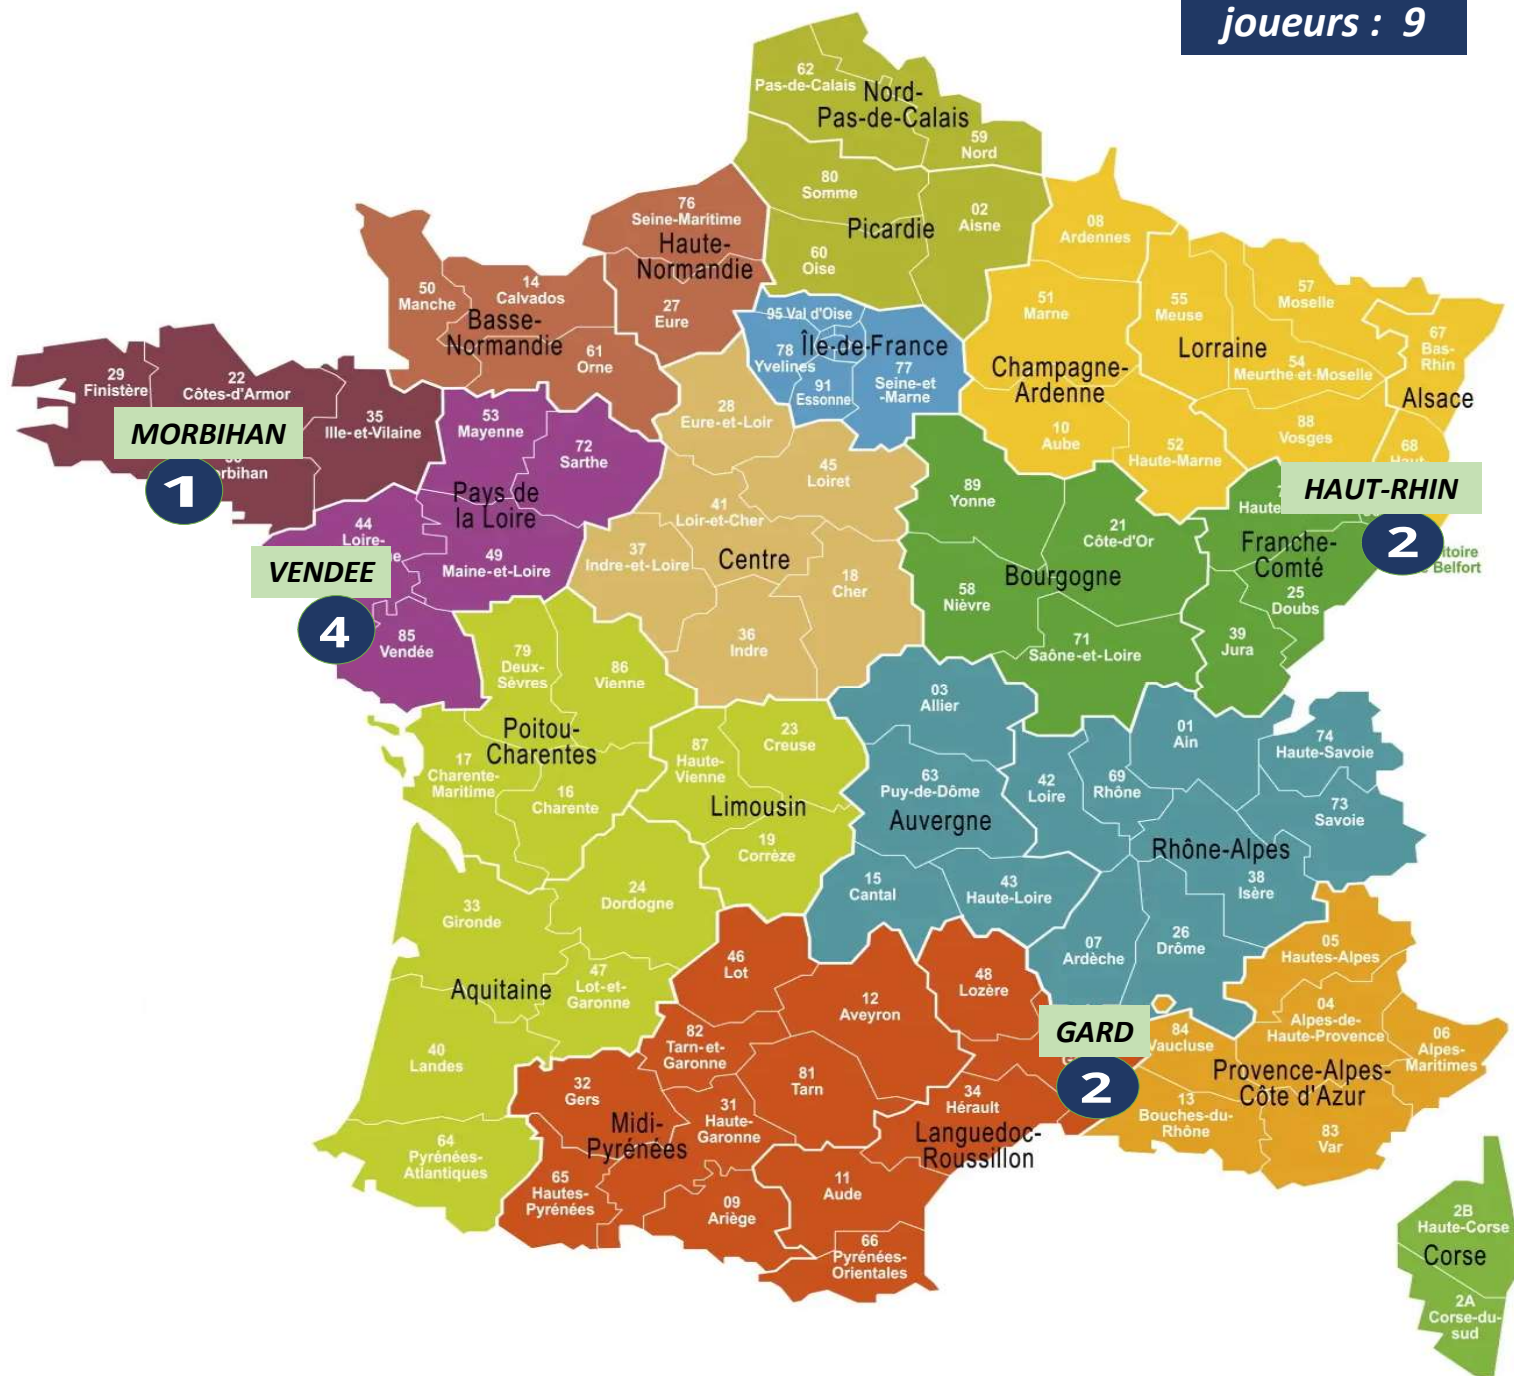 joueurs : 9
62
Pas-de-Calais
Nord-
Pas-de-Calais
59
Nord
80
Somme
02
Aisne
Picardie
60
Oise
76
Seine-Maritime
Haute-
Normandie
27
Eure
08
Ardennes
50
Manche
14
Calvados
Basse-
Normandie
61
Orne
95 Val d'Oise
Île-de-France
78
Yvelines
91
Essonne
77
Seine-et
-Marne
51
Marne
55
Meuse
57
Moselle
Lorraine
54
Meurthe-et-Moselle
67
Bas-
Rhin
Alsace
Champagne-
Ardenne
10
Aube
52
Haute-Marne
88
Vosges
68
29
Finistère
22
Côtes-d'Armor
35
Ille-et-Vilaine
MORBIHAN
1
53
Mayenne
72
Sarthe
Pays de
la Loire
44
Loire-
49
Maine-et-Loire
VENDEE
4
85
Vendée
28
Eure-et-Loir
45
Loiret
41
Loir-et-Cher
37
Indre-et-Loire
Centre
18
Cher
36
Indre
89
Yonne
21
Côte-d'Or
Bourgogne
58
Nièvre
71
Saône-et-Loire
HAUT-RHIN
2
Franche-
Comté
Belfort
25
Doubs
39
Jura
79
Deux-
Sèvres
86
Vienne
Poitou-
Charentes
17
Charente-
Maritime
16
Charente
87
Haute-
Vienne
23
Creuse
Limousin
19
Corrèze
03
Allier
63
Puy-de-Dôme
Auvergne
15
Cantal
43
Haute-Loire
42
Loire
69
Rhône
01
Ain
74
Haute-Savoie
73
Savoie
Rhône-Alpes
38
Isère
07
Ardèche
26
Drôme
24
Dordogne
33
Gironde
47
Lot-et-
Garonne
Aquitaine
40
Landes
64
Pyrénées-
Atlantiques
46
Lot
12
Aveyron
48
Lozère
82
Tarn-et-
Garonne
81
Tarn
32
Gers
31
Haute-
Garonne
Midi-
Pyrénées
65
Hautes-
Pyrénées
09
Ariège
34
Hérault
Languedoc-
Roussillon
11
Aude
66
Pyrénées-
Orientales
GARD
2
05
Hautes-Alpes
04
Alpes-de-
Haute-Provence
06
Alpes-
Maritimes
84
Vaucluse
Provence-Alpes-
Côte d'Azur
13
Bouches-du-
Rhône
83
Var
2B
Haute-Corse
Corse
2A
Corse-du-
sud